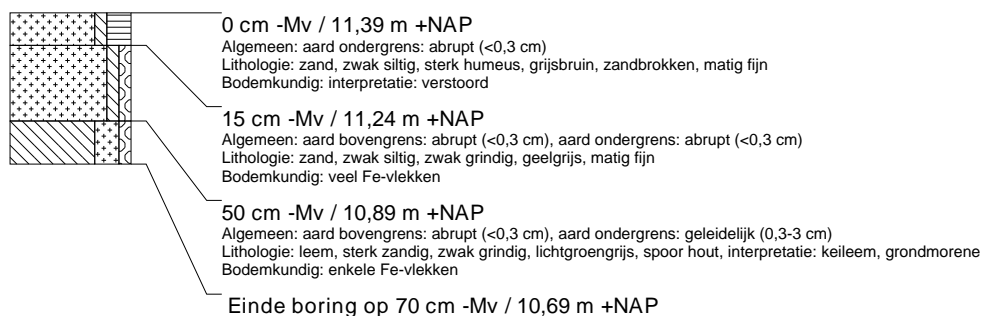 0 cm -Mv / 11,39 m +NAP
Algemeen: aard ondergrens: abrupt (<0,3 cm)
Lithologie: zand, zwak siltig, sterk humeus, grijsbruin, zandbrokken, matig fijn
Bodemkundig: interpretatie: verstoord
15 cm -Mv / 11,24 m +NAP
Algemeen: aard bovengrens: abrupt (<0,3 cm), aard ondergrens: abrupt (<0,3 cm)
Lithologie: zand, zwak siltig, zwak grindig, geelgrijs, matig fijn
Bodemkundig: veel Fe-vlekken
50 cm -Mv / 10,89 m +NAP
Algemeen: aard bovengrens: abrupt (<0,3 cm), aard ondergrens: geleidelijk (0,3-3 cm)
Lithologie: leem, sterk zandig, zwak grindig, lichtgroengrijs, spoor hout, interpretatie: keileem, grondmorene
Bodemkundig: enkele Fe-vlekken
Einde boring op 70 cm -Mv / 10,69 m +NAP